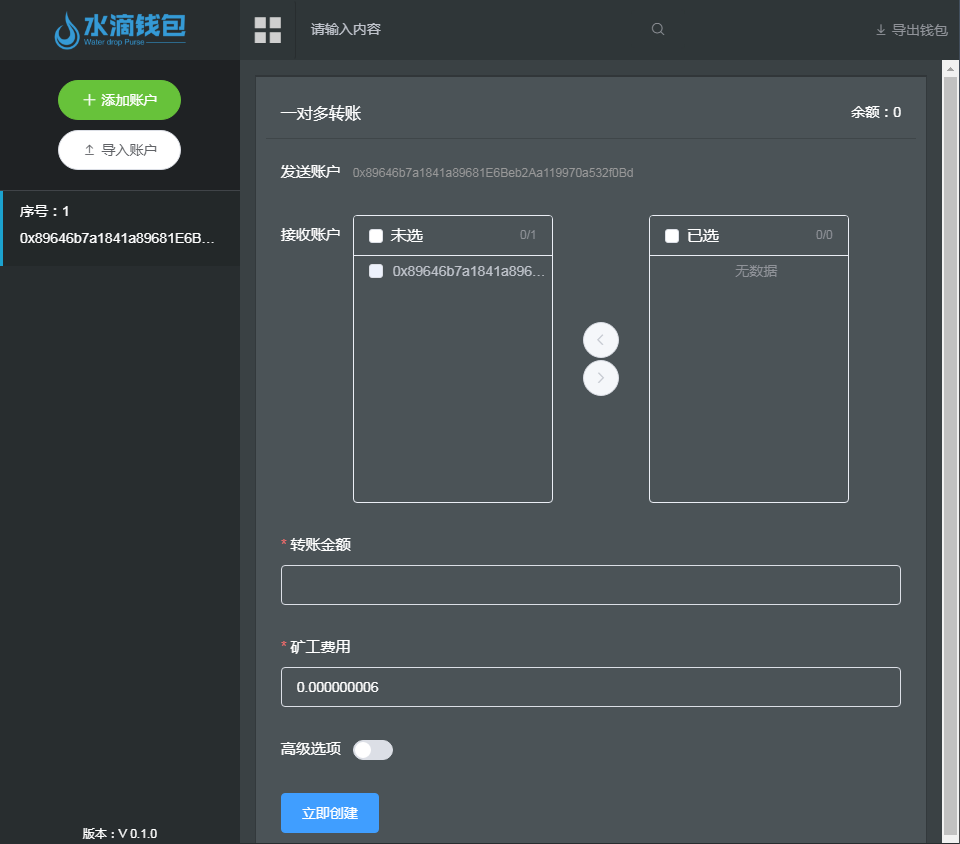 水滴钱包
Water drop Purse
请输入内容
导出钱包
添加账户
导入账户
序号：1
0x89646b7a1841a89681E6B...
版本：V 0.1.0
一对多转账
余额：0
发送账户 0x89646b7a1841a89681E6Beb2Aa119970a532f0Bd
接收账户
未选 0/1
0x89646b7a1841a896...
已选 0/0
无数据
* 转账金额
* 矿工费用
0.000000006
高级选项
立即创建